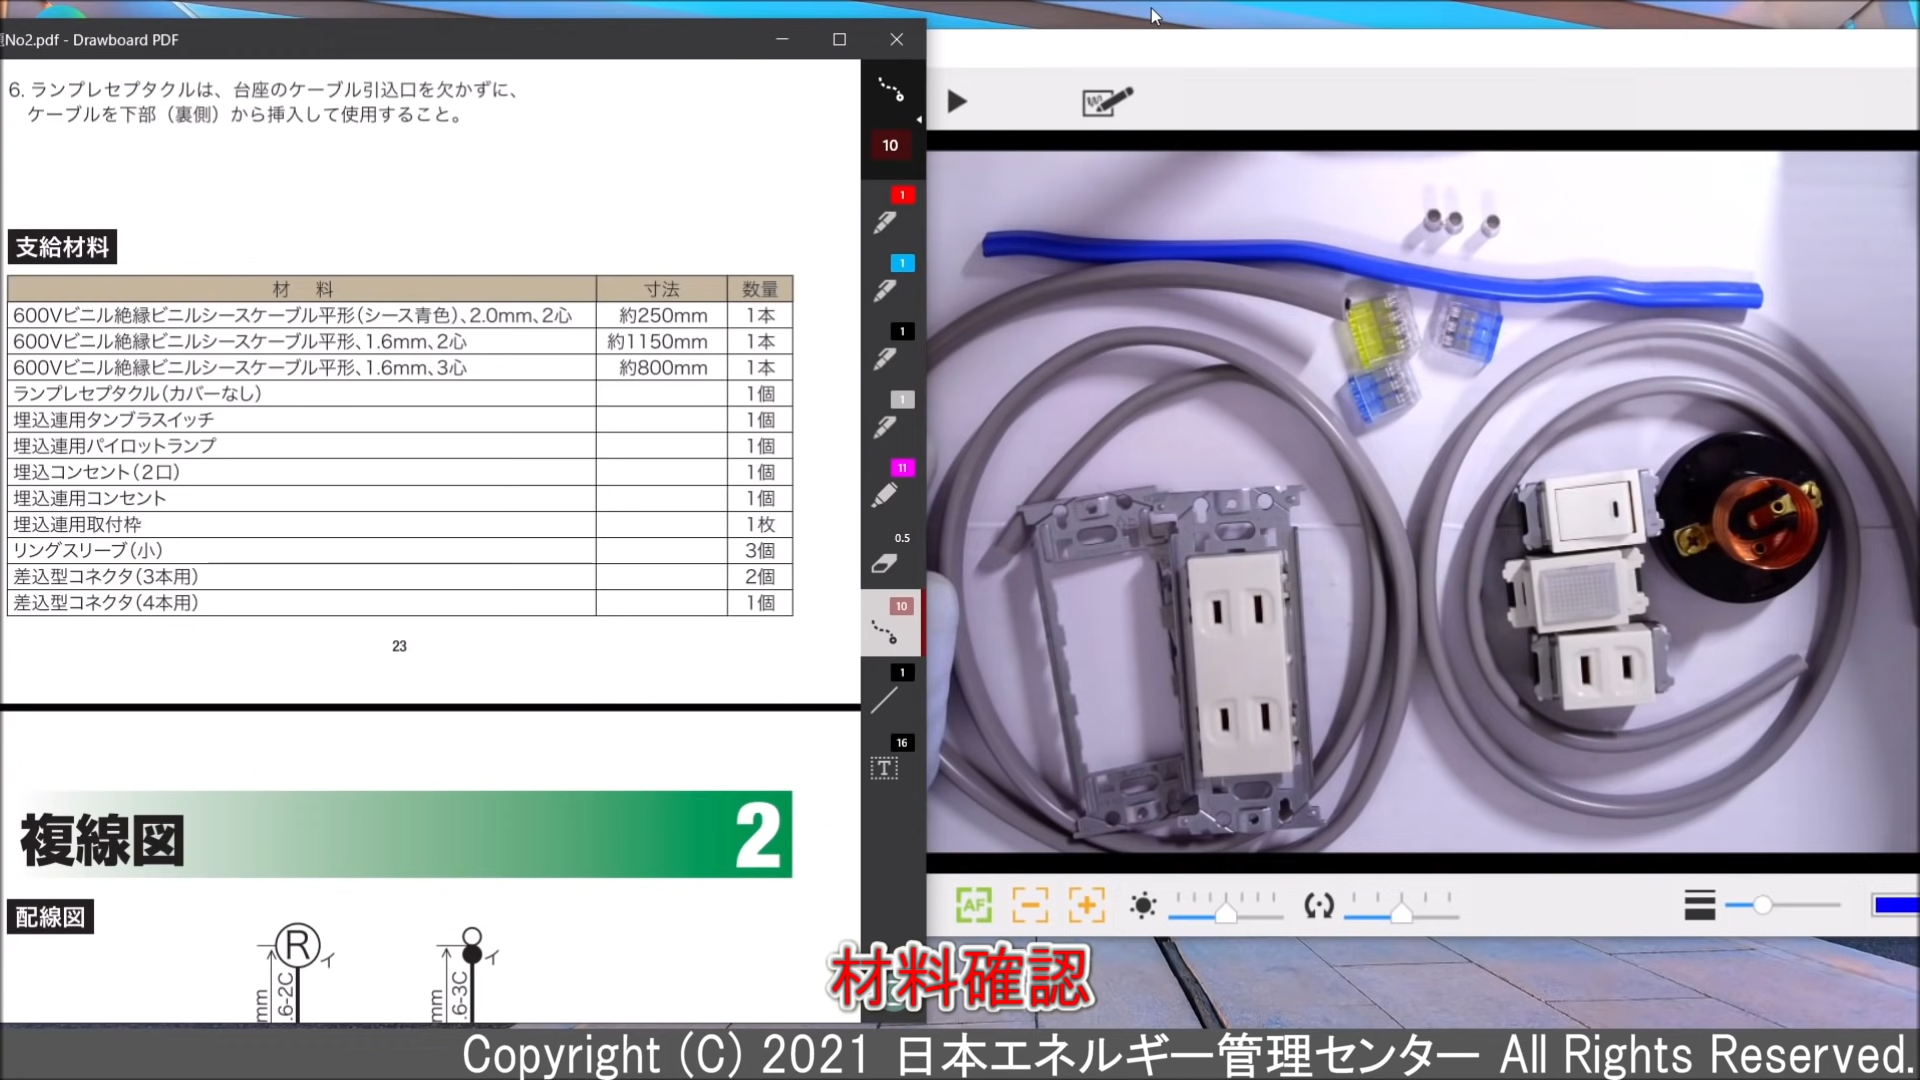 No2.pdf - Drawboard PDF
6. ランプレセプタクルは、台座のケーブル引込口を欠かずに、
ケーブルを下部（裏側）から挿入して使用すること。
支給材料
材 料 寸法 数量
600Vビニル絶縁ビニルシースケーブル平形（シース青色）、2.0mm、2心 約250mm 1本
600Vビニル絶縁ビニルシースケーブル平形、1.6mm、2心 約1150mm 1本
600Vビニル絶縁ビニルシースケーブル平形、1.6mm、3心 約800mm 1本
ランプレセプタクル（カバーなし） 1個
埋込連用タンブラスイッチ 1個
埋込連用パイロットランプ 1個
埋込コンセント（2口） 1個
埋込連用コンセント 1個
埋込連用取付枠 1枚
リングスリーブ（小） 3個
差込型コネクタ（3本用） 2個
差込型コネクタ（4本用） 1個
23
複線図 2
配線図
R イ
イ
mm
.6-2C
mm
.6-3C
10
1
1
1
1
11
0.5
10
1
16
T
AF
材料確認
Copyright (C) 2021 日本エネルギー管理センター All Rights Reserved.